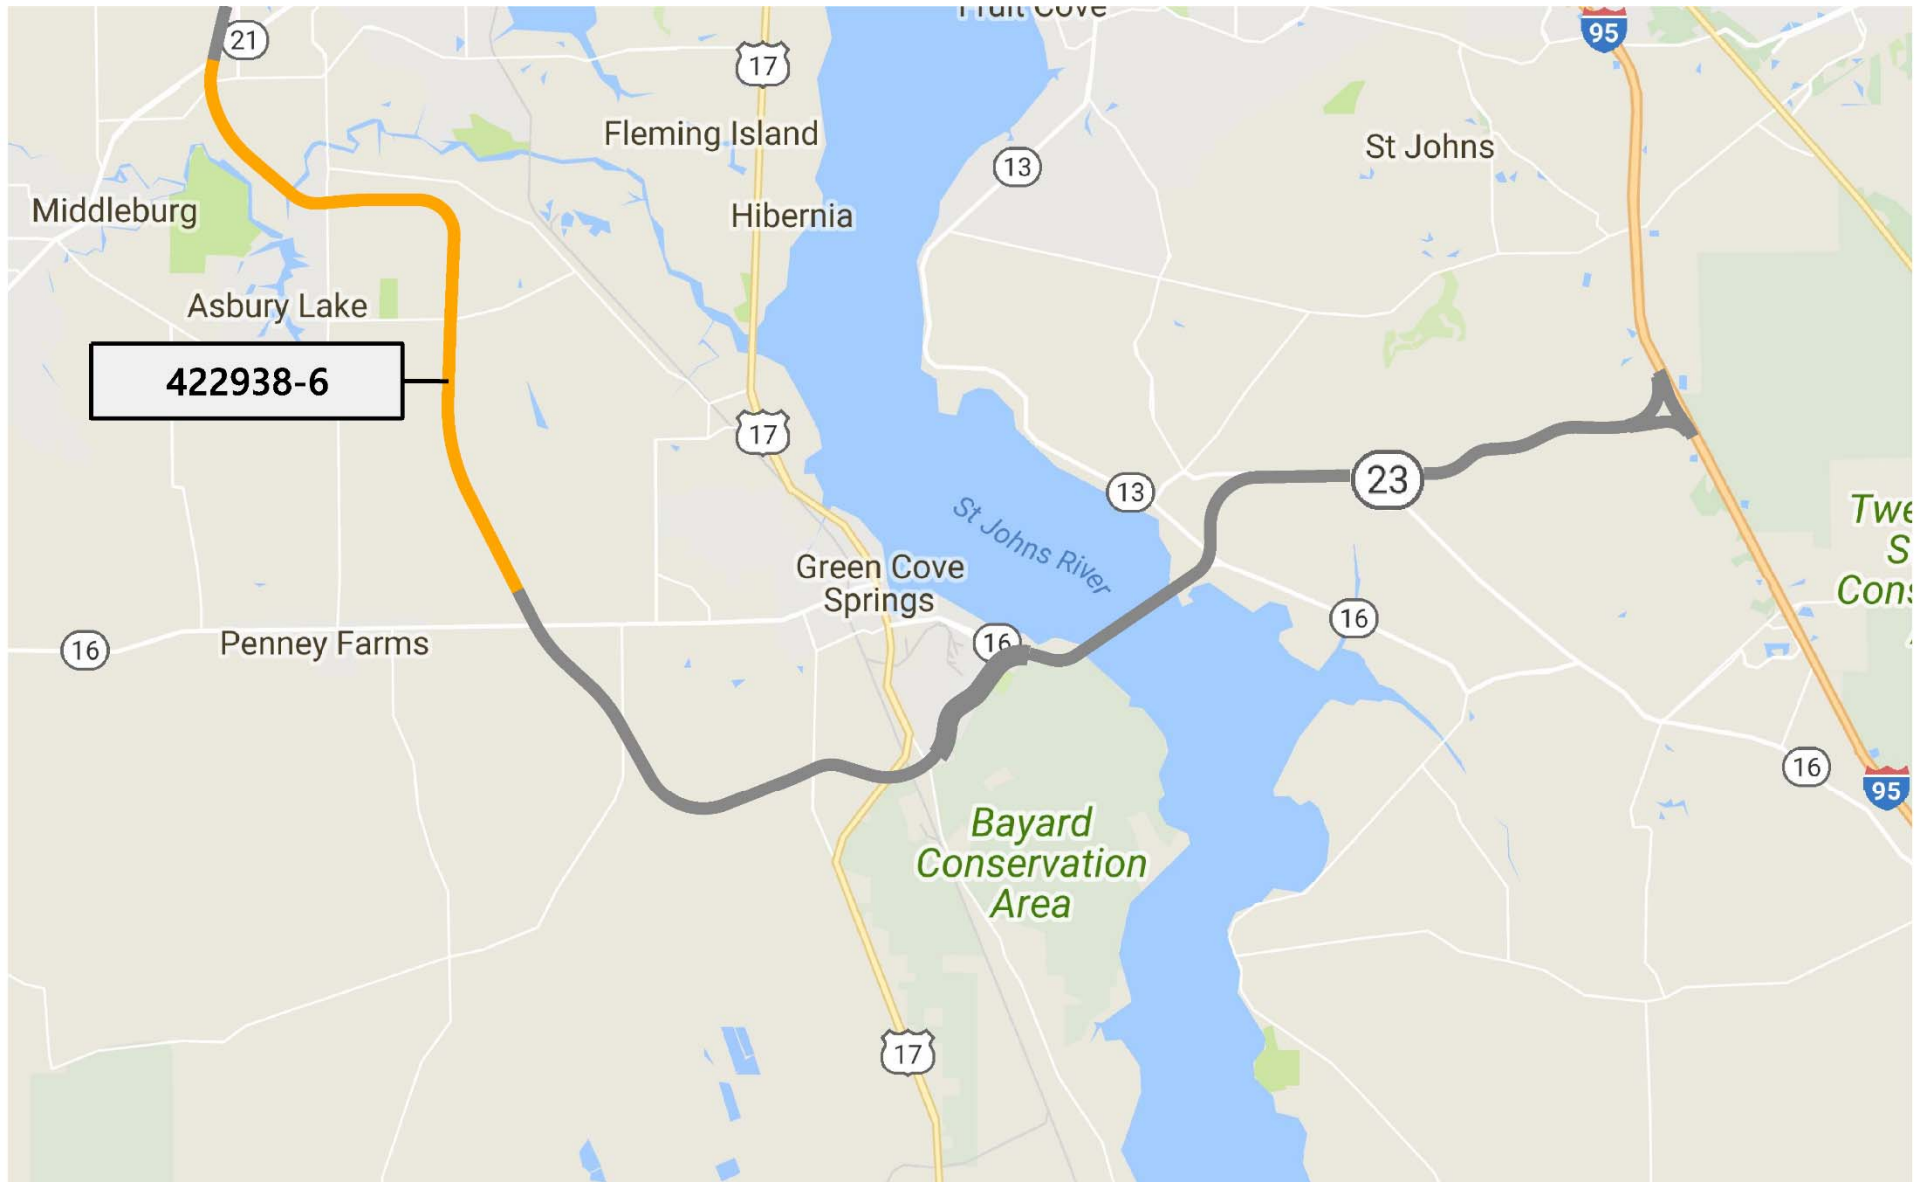 Fruit Cove
21
95
17
Fleming Island
13
St Johns
Middleburg
Hibernia
Asbury Lake
422938-6
17
23
13
St Johns River
Green Cove
Springs
16
16
Penney Farms
16
16
95
Bayard
Conservation
Area
17